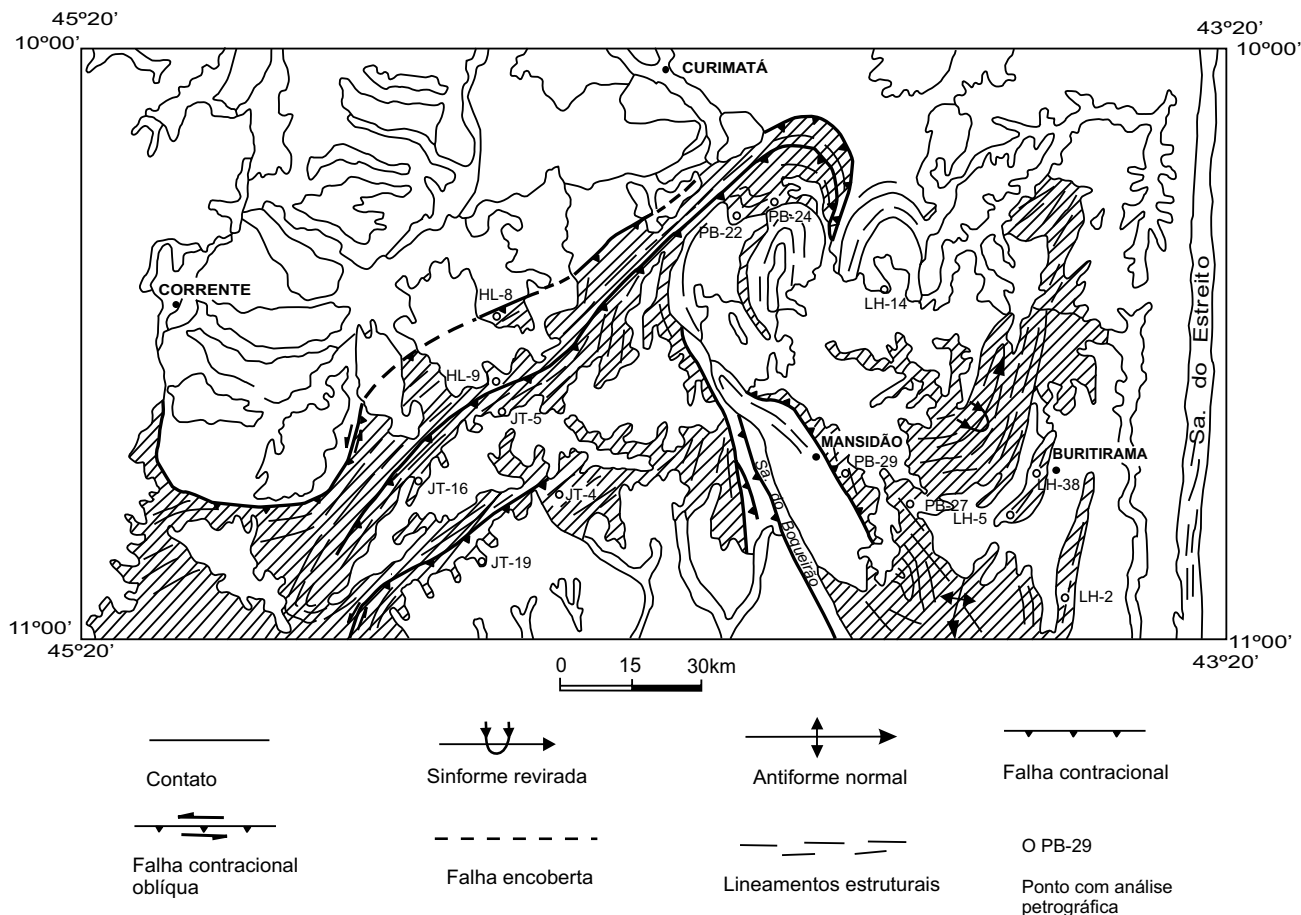 45º20’
43º20’
10º00’
10º00’
CURIMATÁ
PB-24
PB-22
CORRENTE
HL-8
LH-14
Sa. do Estreito
HL-9
JT-5
MANSIDÃO
PB-29
BURITIRAMA
JT-16
JT-4
LH-38
PB-27
LH-5
Sa. do Boqueirão
JT-19
LH-2
11º00’
11º00’
45º20’
43º20’
0 15 30km
Contato
Sinforme revirada
Antiforme normal
Falha contracional
Falha contracional
oblíqua
Falha encoberta
Lineamentos estruturais
O PB-29
Ponto com análise
petrográfica